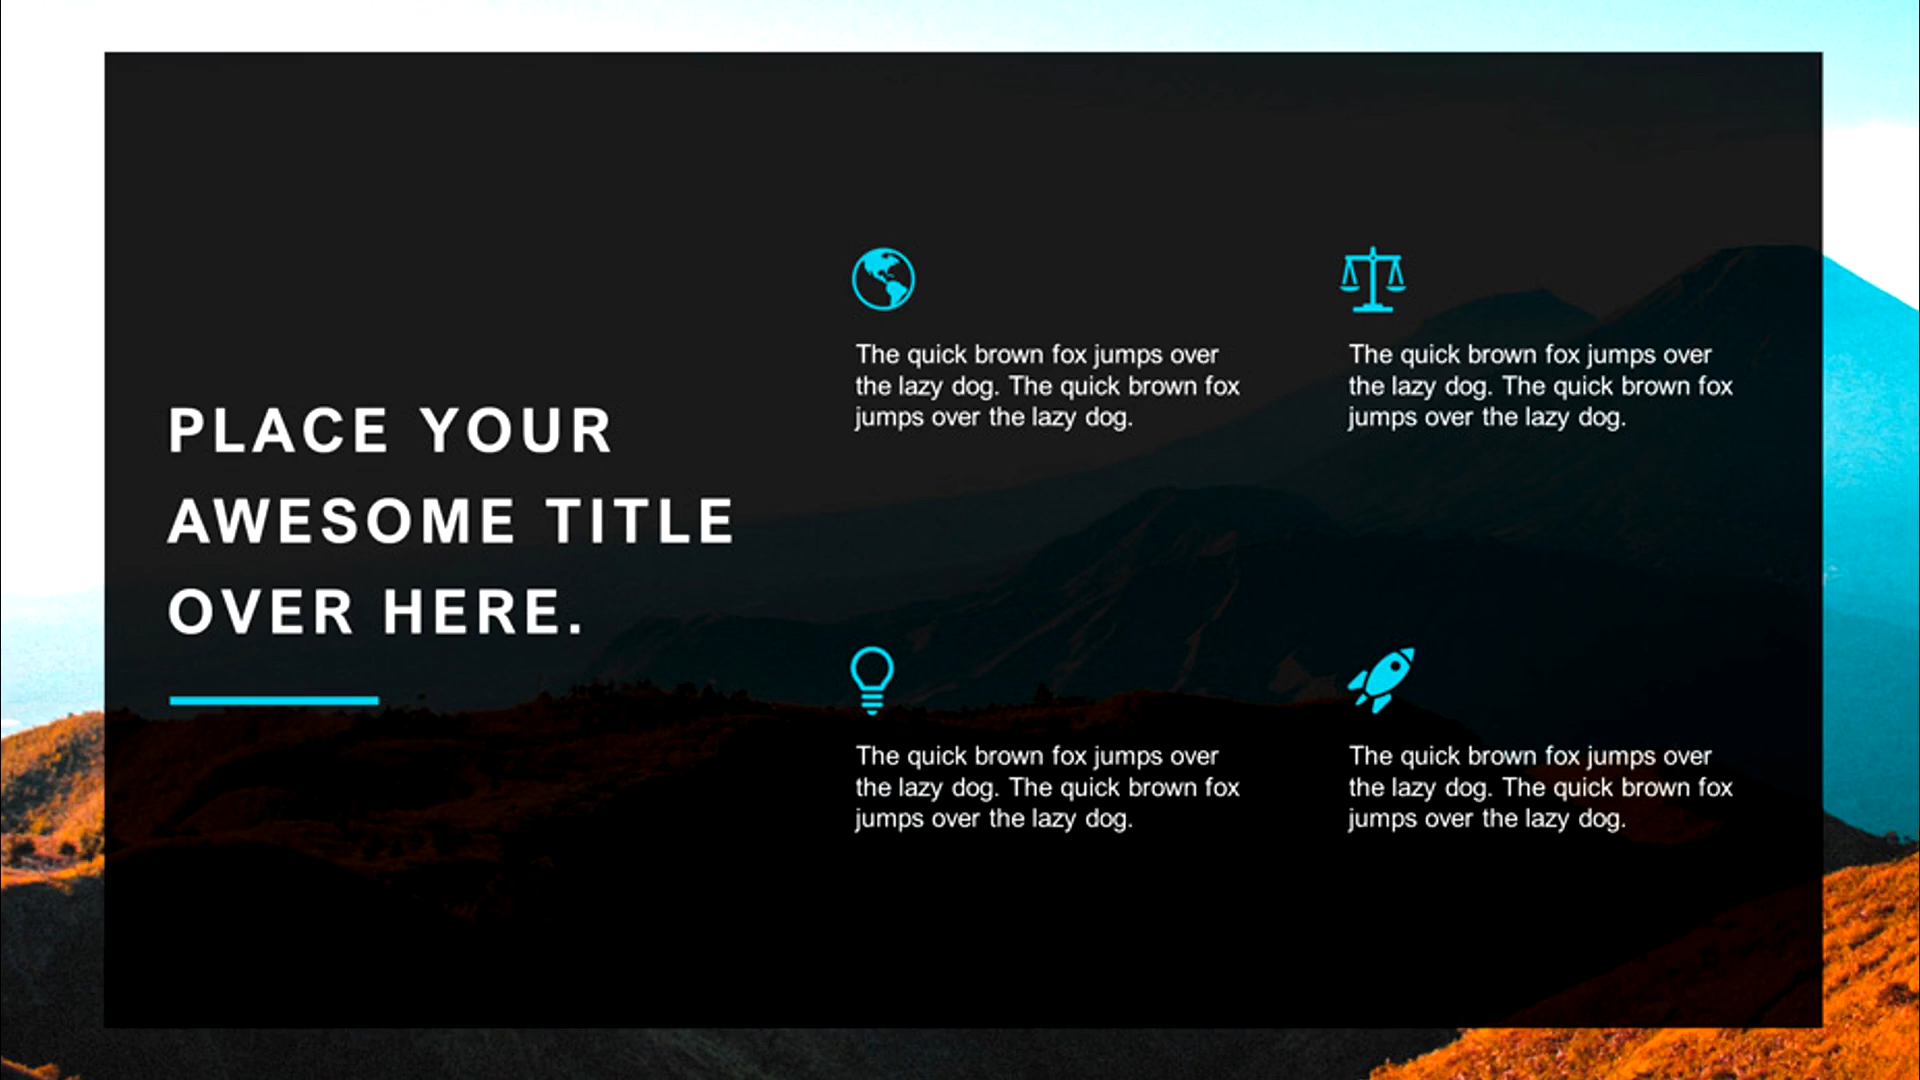 PLACE YOUR
AWESOME TITLE
OVER HERE.
The quick brown fox jumps over
the lazy dog. The quick brown fox
jumps over the lazy dog.
The quick brown fox jumps over
the lazy dog. The quick brown fox
jumps over the lazy dog.
The quick brown fox jumps over
the lazy dog. The quick brown fox
jumps over the lazy dog.
The quick brown fox jumps over
the lazy dog. The quick brown fox
jumps over the lazy dog.